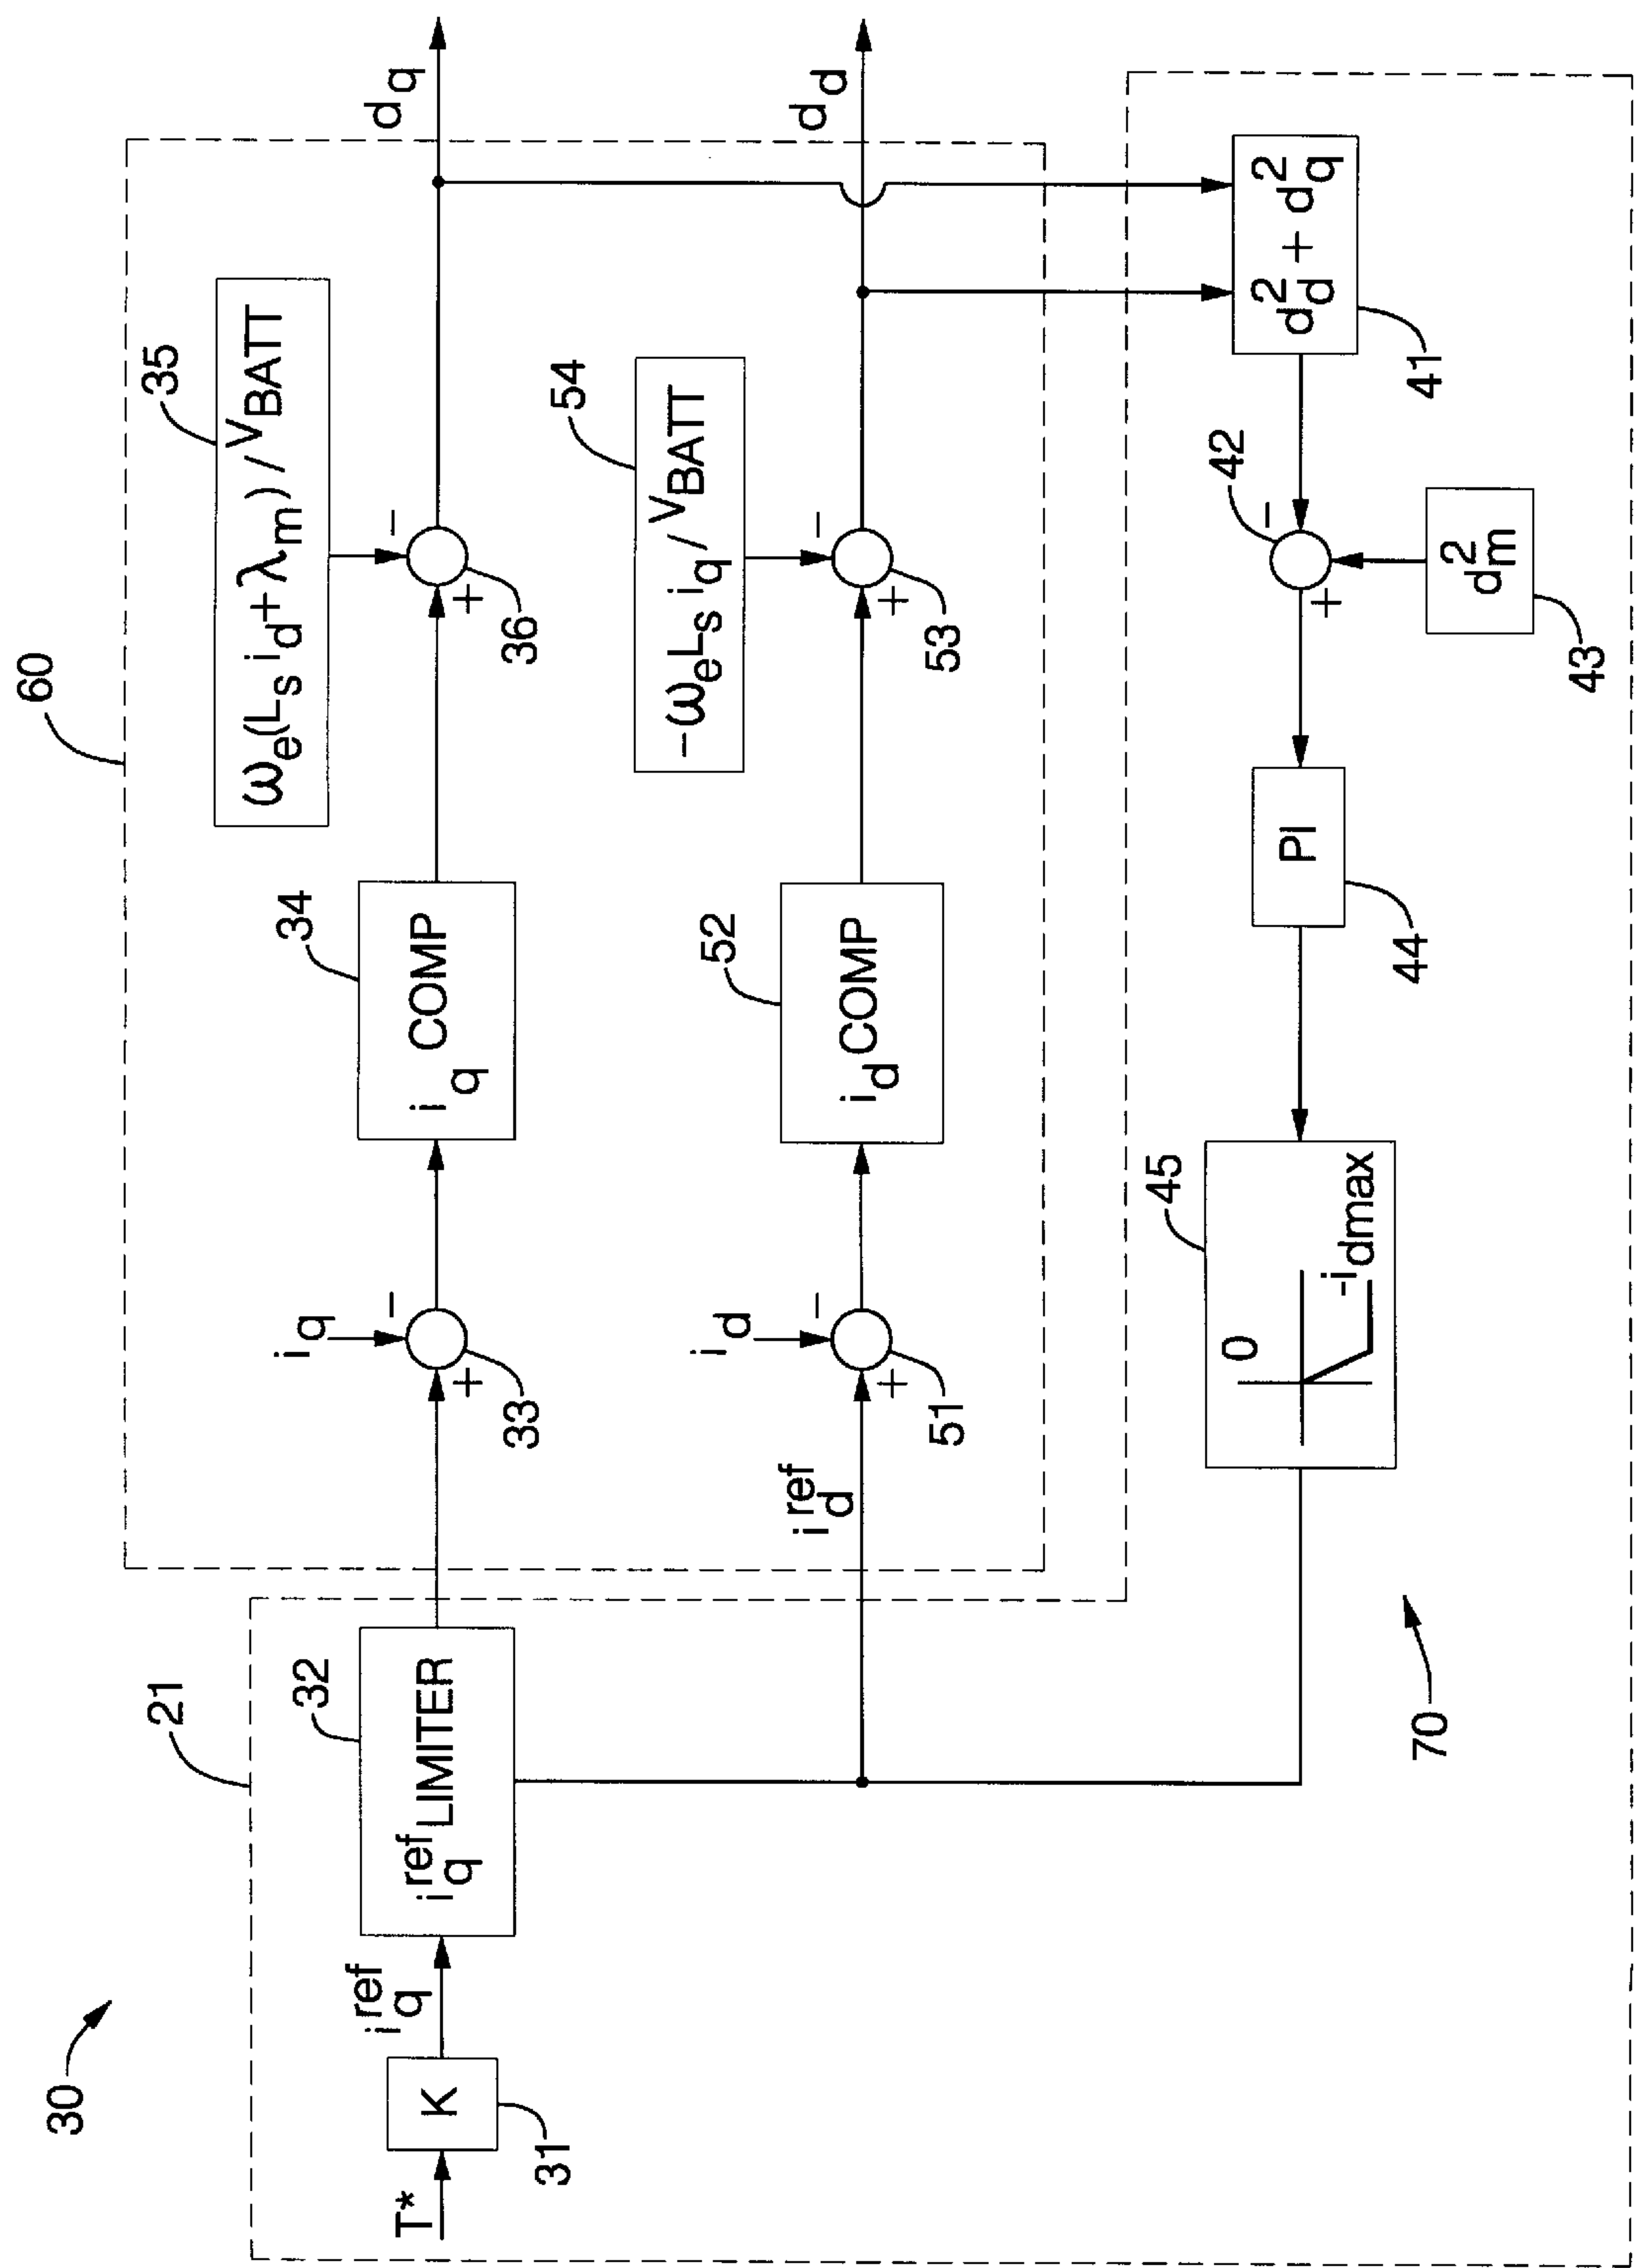 30
21
60
T*
K
31
i_q^ref
i_q^ref LIMITER
32
i_q
-
+
33
i_q COMP
34
ω_e(L_s i_d+λ_m)/V_BATT
35
-
+
36
d_q
i_d^ref
i_d
-
+
51
i_d COMP
52
-ω_e L_s i_q/V_BATT
54
-
+
53
d_d
70
45
0
-i_dmax
PI
44
42
-
+
d_m^2
43
d_d^2 + d_q^2
41